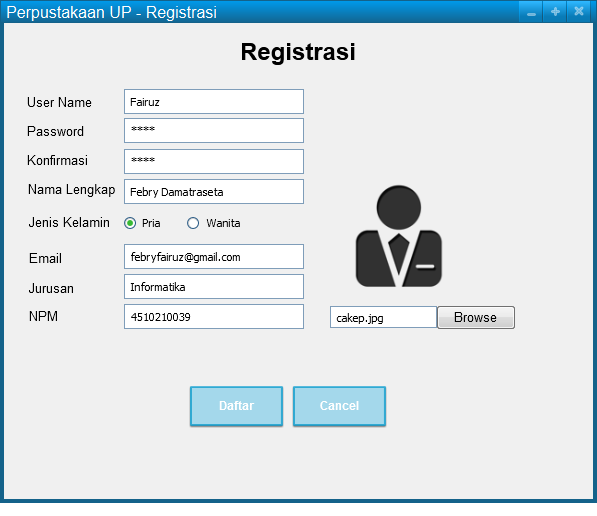 Perpustakaan UP - Registrasi
Registrasi
User Name Fairuz
Password ****
Konfirmasi ****
Nama Lengkap Febry Damatraseta
Jenis Kelamin Pria Wanita
Email febryfairuz@gmail.com
Jurusan Informatika
NPM 4510210039 cakep.jpg Browse
Daftar Cancel